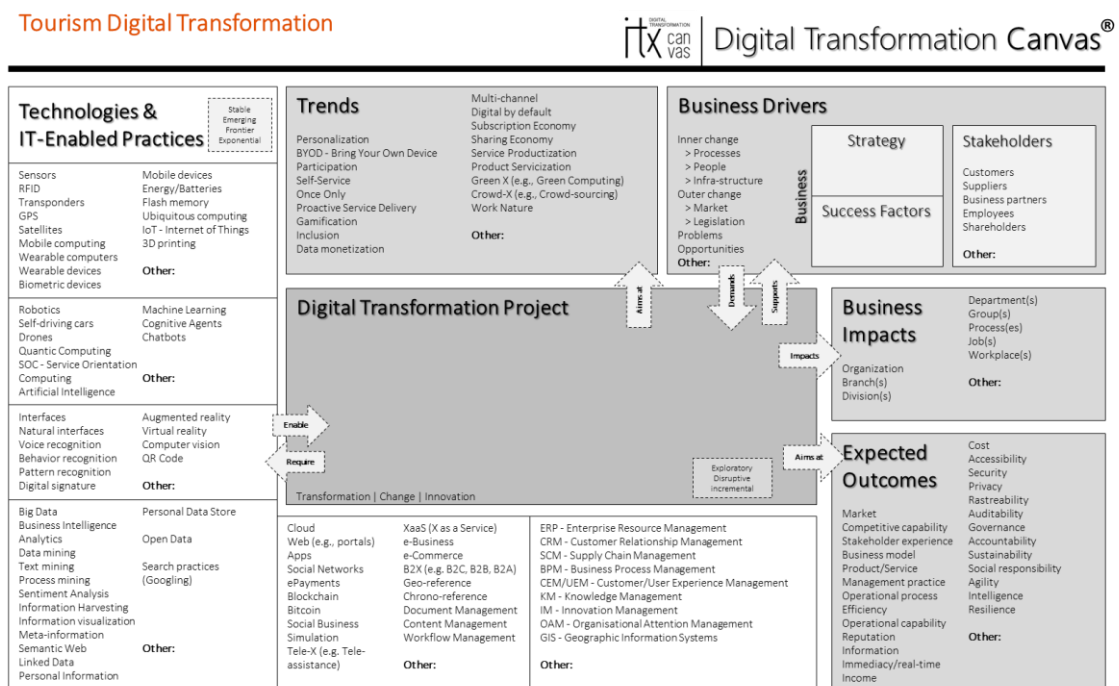 Tourism Digital Transformation
DIGITAL
TRANSFORMATION
itx can
vas
Digital Transformation Canvas®
Technologies &
IT-Enabled Practices
Stable
Emerging
Frontier
Exponential
Sensors
RFID
Transponders
GPS
Satellites
Mobile computing
Wearable computers
Wearable devices
Biometric devices
Mobile devices
Energy/Batteries
Flash memory
Ubiquitous computing
IoT - Internet of Things
3D printing
Other:
Robotics
Self-driving cars
Drones
Quantic Computing
SOC - Service Orientation
Computing
Artificial Intelligence
Machine Learning
Cognitive Agents
Chatbots
Other:
Interfaces
Natural interfaces
Voice recognition
Behavior recognition
Pattern recognition
Digital signature
Augmented reality
Virtual reality
Computer vision
QR Code
Other:
Big Data
Business Intelligence
Analytics
Data mining
Text mining
Process mining
Sentiment Analysis
Information Harvesting
Information visualization
Meta-information
Semantic Web
Linked Data
Personal Information
Personal Data Store
Open Data
Search practices
(Googling)
Other:
Trends
Personalization
BYOD - Bring Your Own Device
Participation
Self-Service
Once Only
Proactive Service Delivery
Gamification
Inclusion
Data monetization
Multi-channel
Digital by default
Subscription Economy
Sharing Economy
Service Productization
Product Servicization
Green X (e.g., Green Computing)
Crowd-X (e.g., Crowd-sourcing)
Work Nature
Other:
Business Drivers
Inner change
> Processes
> People
> Infra-structure
Outer change
> Market
> Legislation
Problems
Opportunities
Other:
Business
Strategy
Success Factors
Stakeholders
Customers
Suppliers
Business partners
Employees
Shareholders
Other:
Aims at
Demands
Supports
Digital Transformation Project
Impacts
Enable
Require
Aims at
Exploratory
Disruptive
incremental
Transformation | Change | Innovation
Business
Impacts
Organization
Branch(s)
Division(s)
Department(s)
Group(s)
Process(es)
Job(s)
Workplace(s)
Other:
Expected
Outcomes
Market
Competitive capability
Stakeholder experience
Business model
Product/Service
Management practice
Operational process
Efficiency
Operational capability
Reputation
Information
Immediacy/real-time
Income
Cost
Accessibility
Security
Privacy
Rastreability
Auditability
Governance
Accountability
Sustainability
Social responsibility
Agility
Intelligence
Resilience
Other:
Cloud
Web (e.g., portals)
Apps
Social Networks
ePayments
Blockchain
Bitcoin
Social Business
Simulation
Tele-X (e.g. Tele-
assistance)
XaaS (X as a Service)
e-Business
e-Commerce
B2X (e.g. B2C, B2B, B2A)
Geo-reference
Chrono-reference
Document Management
Content Management
Workflow Management
Other:
ERP - Enterprise Resource Management
CRM - Customer Relationship Management
SCM - Supply Chain Management
BPM - Business Process Management
CEM/UEM - Customer/User Experience Management
KM - Knowledge Management
IM - Innovation Management
OAM - Organisational Attention Management
GIS - Geographic Information Systems
Other: